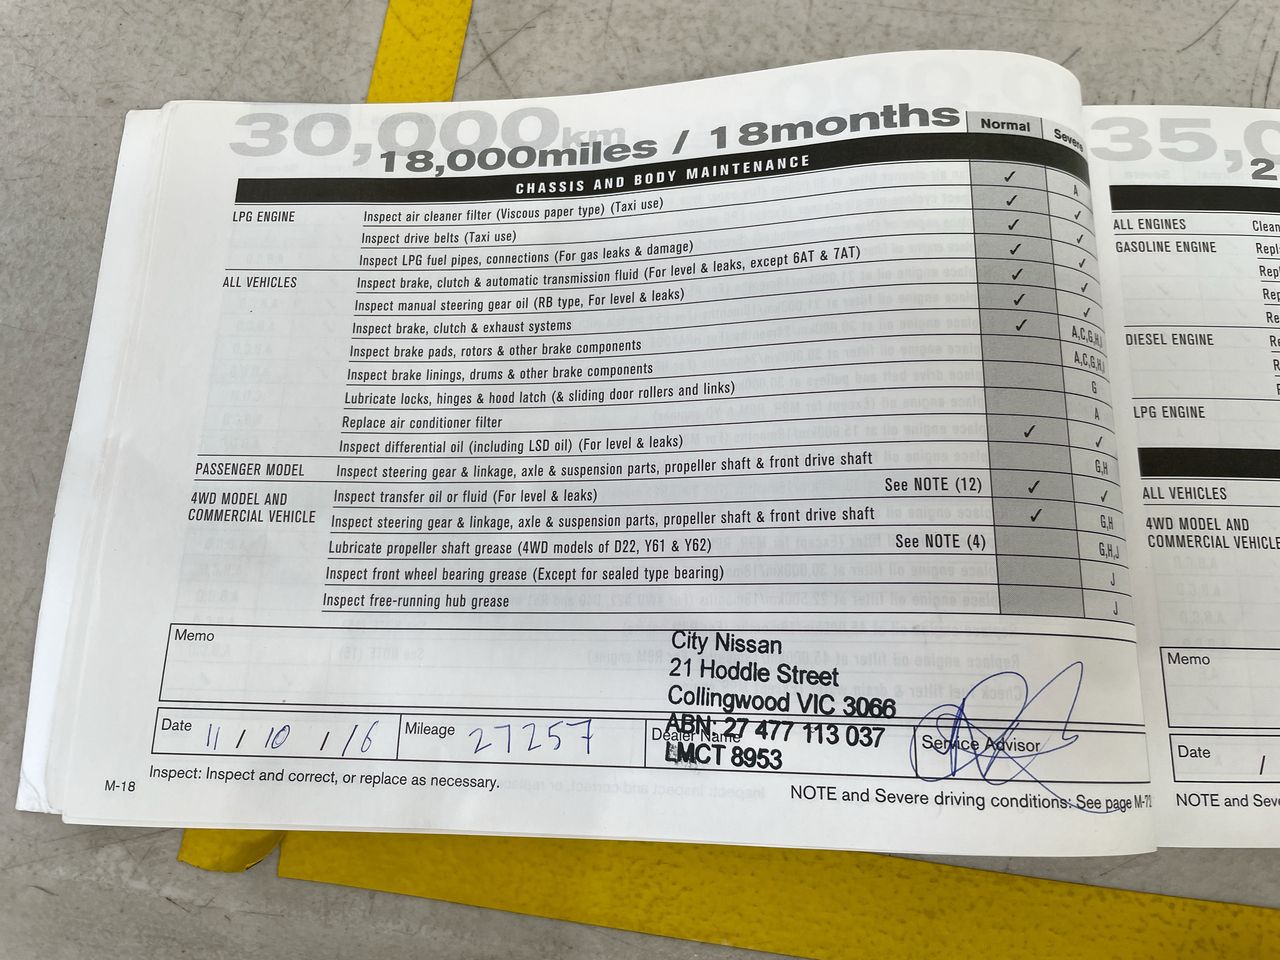 30,000km
18,000miles / 18months
Normal
Severe
CHASSIS AND BODY MAINTENANCE
LPG ENGINE
Inspect air cleaner filter (Viscous paper type) (Taxi use) ✓ A
Inspect drive belts (Taxi use) ✓ ✓
Inspect LPG fuel pipes, connections (For gas leaks & damage) ✓ ✓
ALL VEHICLES
Inspect brake, clutch & automatic transmission fluid (For level & leaks, except 6AT & 7AT) ✓ ✓
Inspect manual steering gear oil (RB type, For level & leaks) ✓ ✓
Inspect brake, clutch & exhaust systems ✓ ✓
Inspect brake pads, rotors & other brake components ✓ A,C,G,H,
Inspect brake linings, drums & other brake components A,C,G,H,
Lubricate locks, hinges & hood latch (& sliding door rollers and links) G
Replace air conditioner filter A
Inspect differential oil (including LSD oil) (For level & leaks) ✓ ✓
PASSENGER MODEL
Inspect steering gear & linkage, axle & suspension parts, propeller shaft & front drive shaft G,H
4WD MODEL AND
COMMERCIAL VEHICLE
Inspect transfer oil or fluid (For level & leaks) See NOTE (12) ✓ ✓
Inspect steering gear & linkage, axle & suspension parts, propeller shaft & front drive shaft ✓ G,H
Lubricate propeller shaft grease (4WD models of D22, Y61 & Y62) See NOTE (4) G,H,J
Inspect front wheel bearing grease (Except for sealed type bearing) J
Inspect free-running hub grease J
Memo
City Nissan
21 Hoddle Street
Collingwood VIC 3066
ABN: 27 477 113 037
LMCT 8953
Date 11 / 10 / 16
Mileage 27257
Dealer Name
Service Advisor
Inspect: Inspect and correct, or replace as necessary.
M-18
NOTE and Severe driving conditions: See page M-71
35,0
2
ALL ENGINES
Clean
GASOLINE ENGINE
Repl
Rep
Rep
Re
DIESEL ENGINE
Re
R
LPG ENGINE
ALL VEHICLES
4WD MODEL AND
COMMERCIAL VEHICLE
Memo
Date /
NOTE and Seve